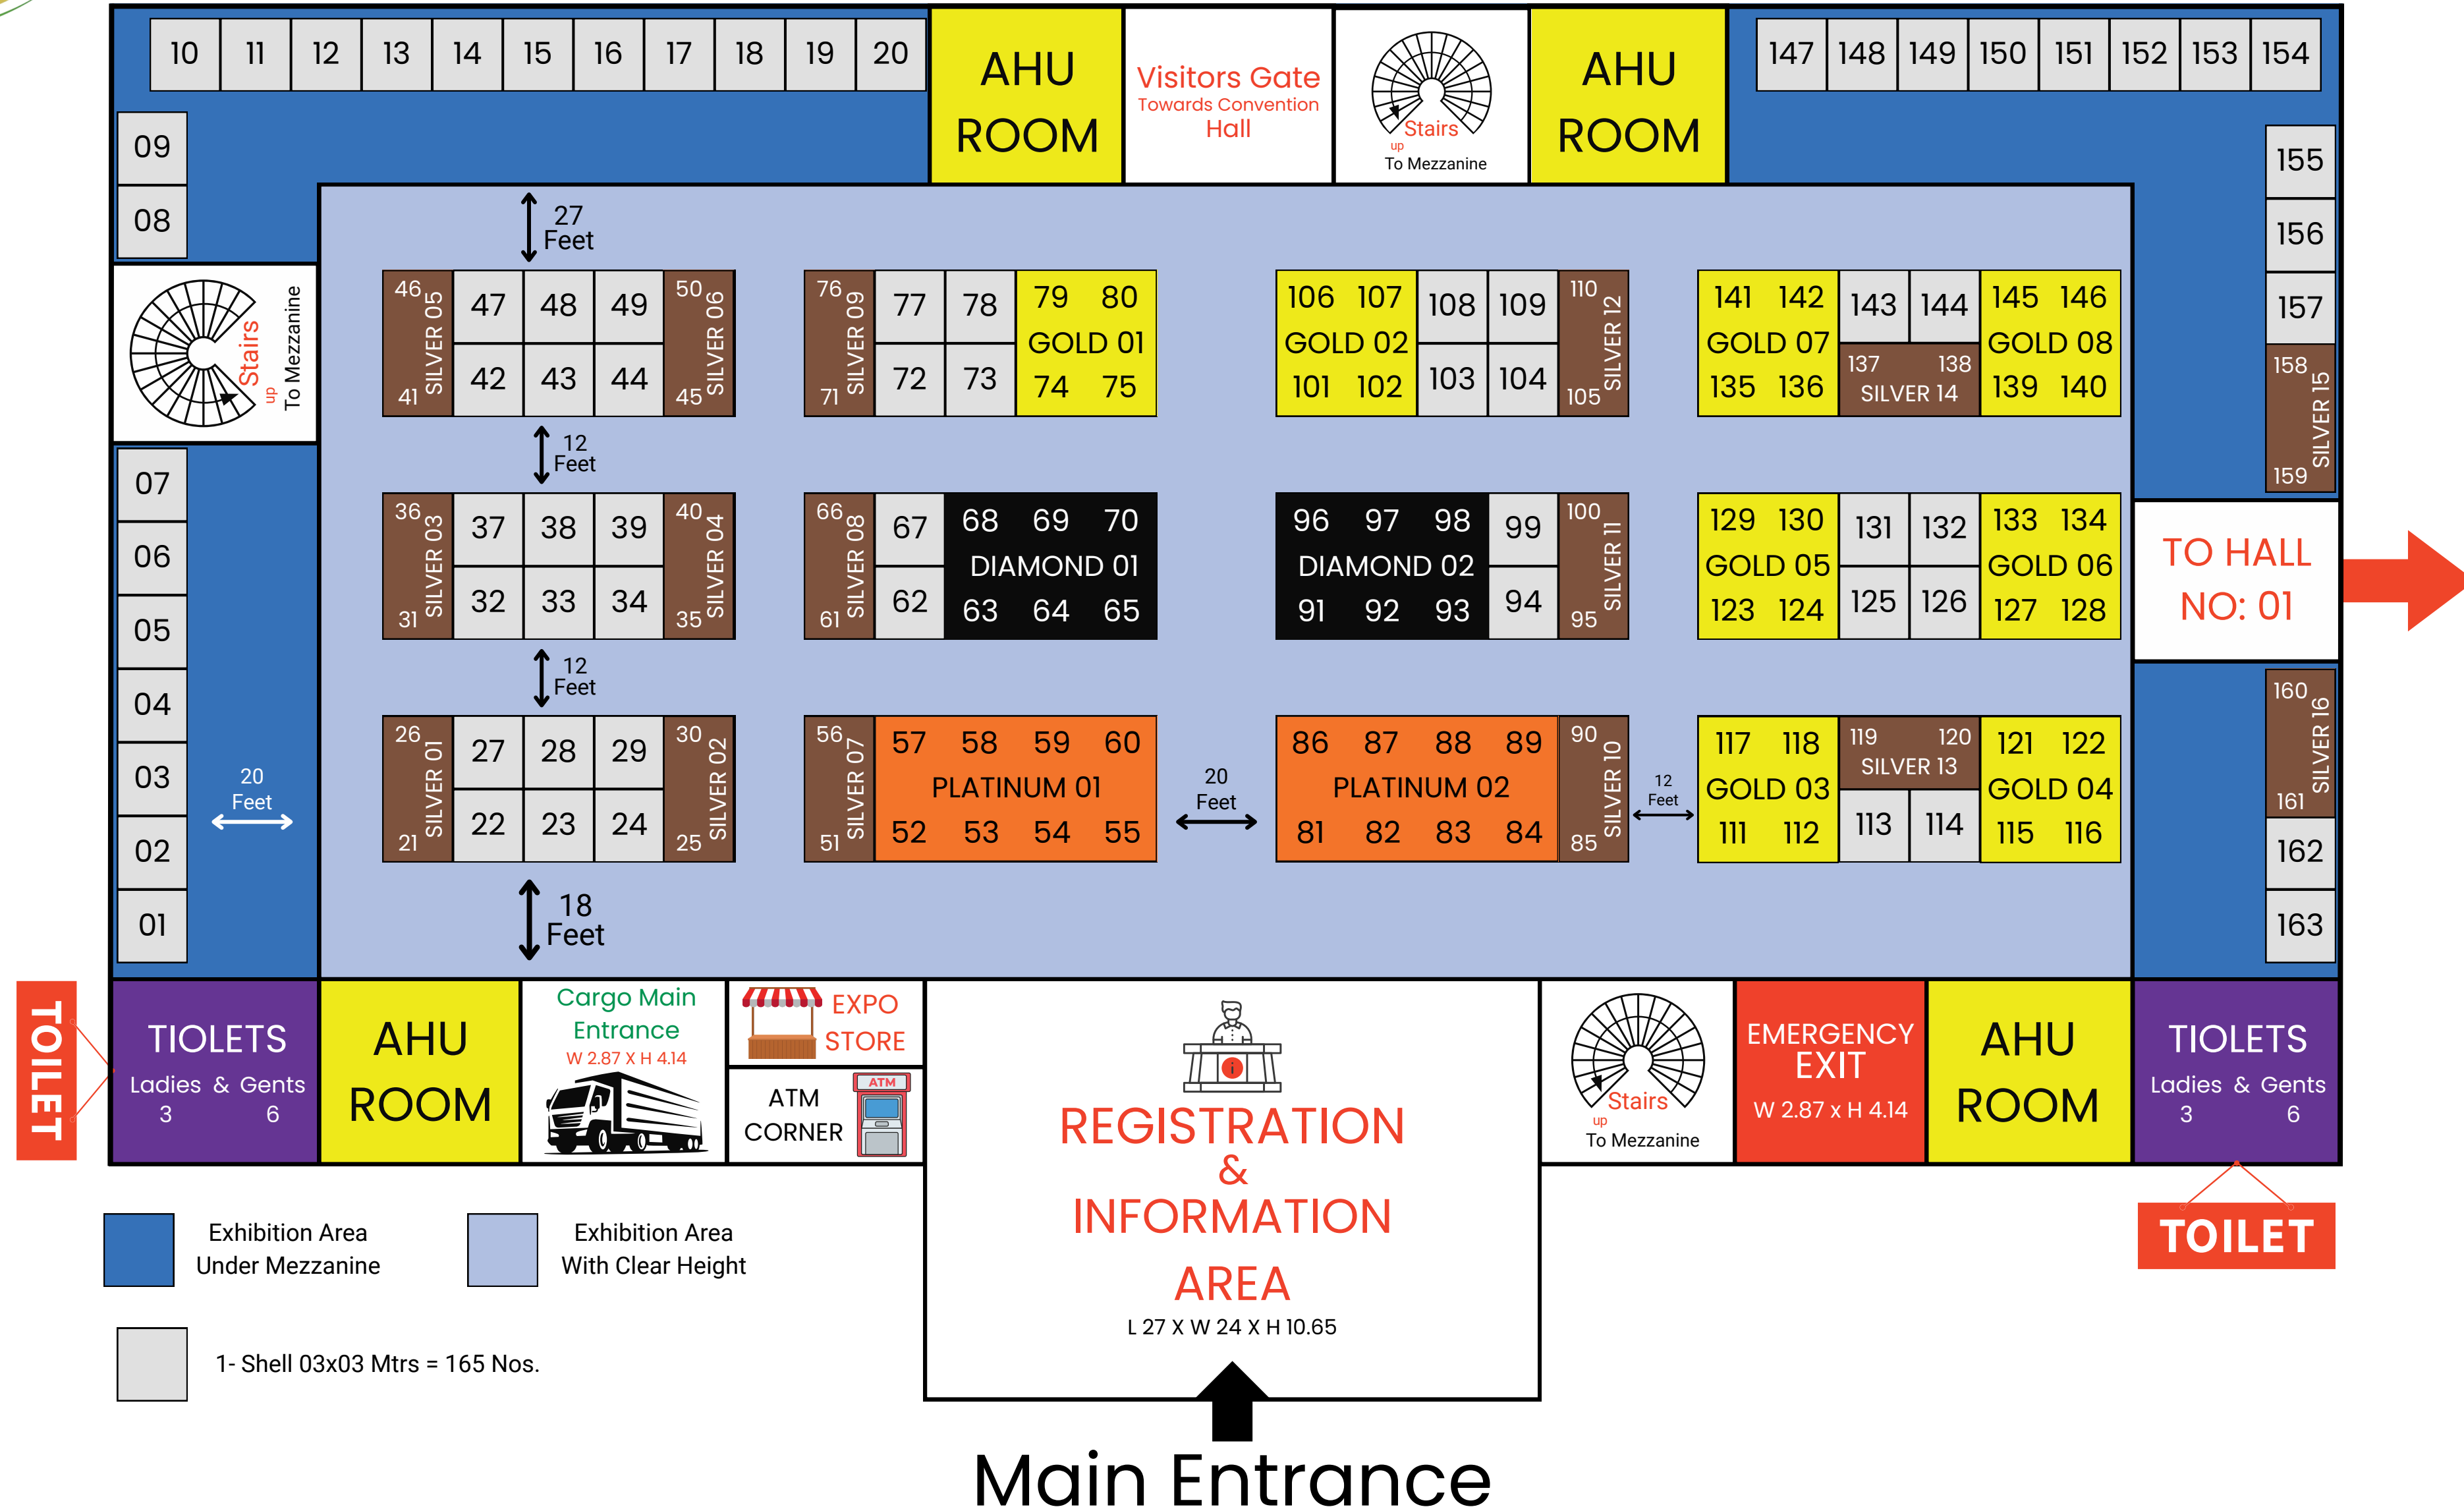 10 11 12 13 14 15 16 17 18 19 20
AHU
ROOM
Visitors Gate
Towards Convention
Hall
Stairs
up
To Mezzanine
AHU
ROOM
147 148 149 150 151 152 153 154
09
08
155
156
157
158
159
SILVER 15
27
Feet
Stairs
up
To Mezzanine
46
41
SILVER 05
47 48 49
42 43 44
50
45
SILVER 06
76
71
SILVER 09
77 78
72 73
79 80
GOLD 01
74 75
106 107
GOLD 02
101 102
108 109
103 104
110
105
SILVER 12
141 142
GOLD 07
135 136
143 144
137 138
SILVER 14
145 146
GOLD 08
139 140
12
Feet
07
06
05
04
03
02
01
36
31
SILVER 03
37 38 39
32 33 34
40
35
SILVER 04
66
61
SILVER 08
67
62
68 69 70
DIAMOND 01
63 64 65
96 97 98
DIAMOND 02
91 92 93
99
94
100
95
SILVER 11
129 130
GOLD 05
123 124
131 132
125 126
133 134
GOLD 06
127 128
TO HALL
NO: 01
12
Feet
20
Feet
26
21
SILVER 01
27 28 29
22 23 24
30
25
SILVER 02
56
51
SILVER 07
57 58 59 60
PLATINUM 01
52 53 54 55
20
Feet
86 87 88 89
PLATINUM 02
81 82 83 84
90
85
SILVER 10
12
Feet
117 118
GOLD 03
111 112
119 120
SILVER 13
113 114
121 122
GOLD 04
115 116
160
161
SILVER 16
162
163
18
Feet
TOILET
TIOLETS
Ladies & Gents
3 6
AHU
ROOM
Cargo Main
Entrance
W 2.87 X H 4.14
EXPO
STORE
ATM
CORNER
ATM
i
REGISTRATION
&
INFORMATION
AREA
L 27 X W 24 X H 10.65
Stairs
up
To Mezzanine
EMERGENCY
EXIT
W 2.87 x H 4.14
AHU
ROOM
TIOLETS
Ladies & Gents
3 6
TOILET
Exhibition Area
Under Mezzanine
Exhibition Area
With Clear Height
1- Shell 03x03 Mtrs = 165 Nos.
Main Entrance